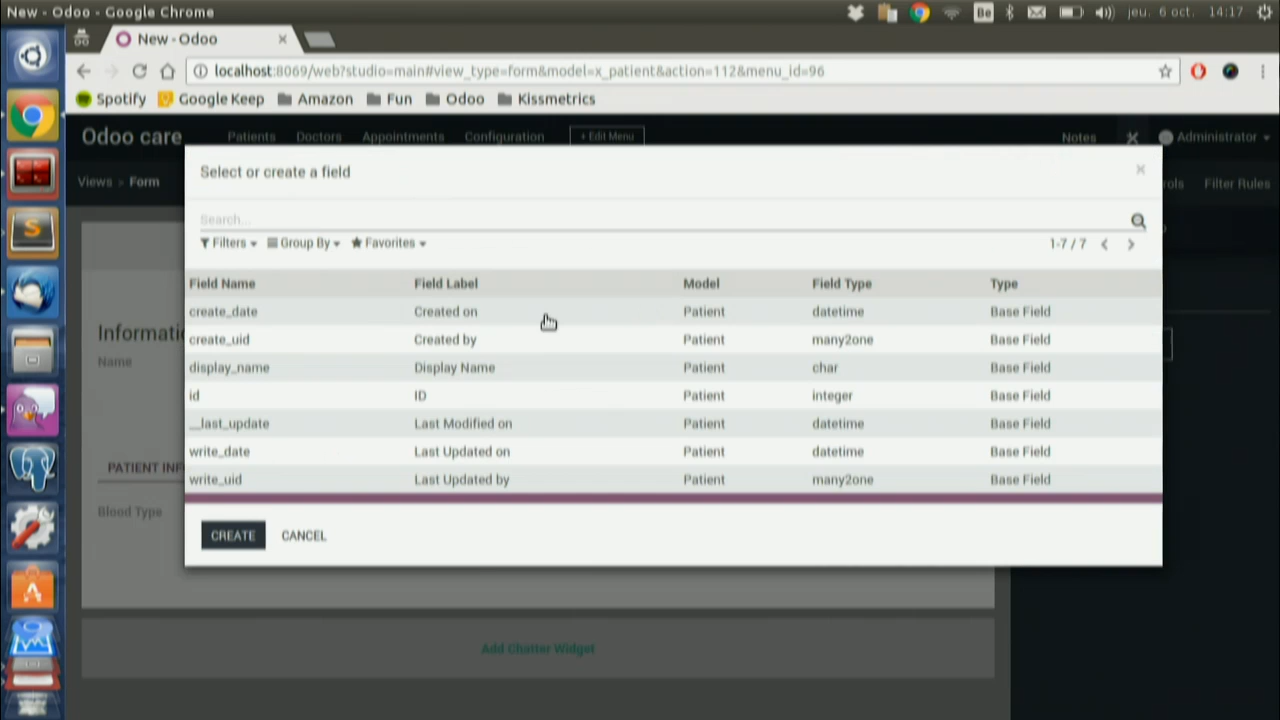 New - Odoo - Google Chrome
Be
jeu. 6 oct. 14:17
New - Odoo
localhost:8069/web?studio=main#view_type=form&model=x_patient&action=112&menu_id=96
Spotify Google Keep Amazon Fun Odoo Kissmetrics
Odoo care Patients Doctors Appointments Configuration + Edit Menu Notes Administrator
Views > Form
Filter Rules
Select or create a field
Search...
Filters Group By Favorites 1-7 / 7
Field Name Field Label Model Field Type Type
create_date Created on Patient datetime Base Field
create_uid Created by Patient many2one Base Field
display_name Display Name Patient char Base Field
id ID Patient integer Base Field
__last_update Last Modified on Patient datetime Base Field
write_date Last Updated on Patient datetime Base Field
write_uid Last Updated by Patient many2one Base Field
CREATE CANCEL
Informati
Name
PATIENT INF
Blood Type
Add Chatter Widget